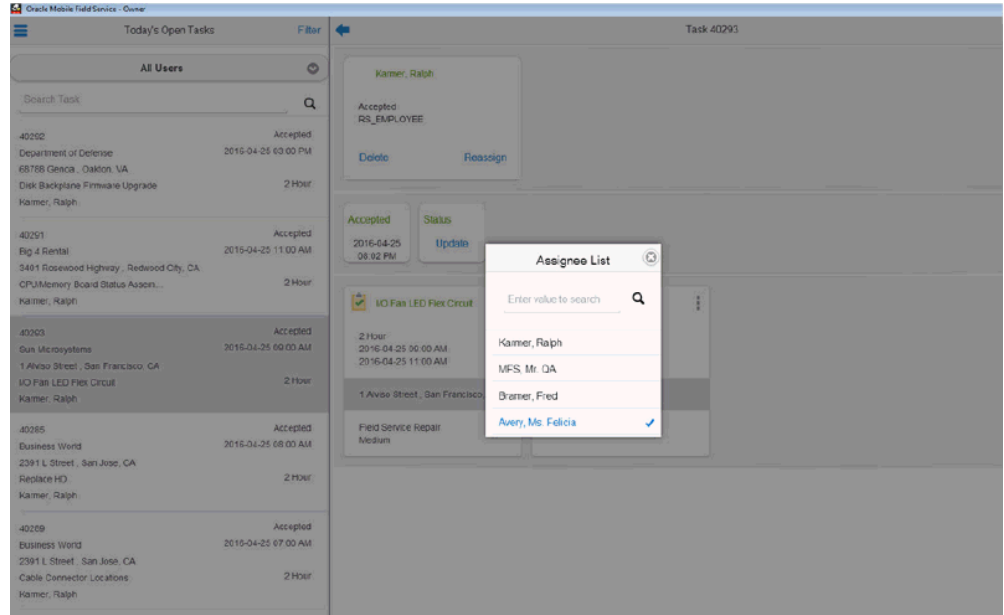 Oracle Mobile Field Service - Owner
Today's Open Tasks
Filter
Task 40293
All Users
Search Task
40292
Accepted
Department of Defense
2016-04-25 03:00 PM
68788 Genca , Oakton, VA
Disk Backplane Firmware Upgrade
2 Hour
Karmer, Ralph
40291
Accepted
Big 4 Rental
2016-04-25 11:00 AM
3401 Rosewood Highway , Redwood City, CA
CPU/Memory Board Status Assem...
2 Hour
Karmer, Ralph
40293
Accepted
Sun Microsystems
2016-04-25 09:00 AM
1 Alviso Street , San Francisco, CA
I/O Fan LED Flex Circuit
2 Hour
Karmer, Ralph
40265
Accepted
Business World
2016-04-25 08:00 AM
2391 L Street , San Jose, CA
Replace HD
2 Hour
Karmer, Ralph
40269
Accepted
Business World
2016-04-25 07:00 AM
2391 L Street , San Jose, CA
Cable Connector Locations
2 Hour
Karmer, Ralph
Karmer, Ralph
Accepted
RS_EMPLOYEE
Delete
Reassign
Accepted
2016-04-25
08:02 PM
Status
Update
I/O Fan LED Flex Circuit
2 Hour
2016-04-25 09:00 AM
2016-04-25 11:00 AM
1 Alviso Street , San Francisco,
Field Service Repair
Medium
Assignee List
Enter value to search
Karmer, Ralph
MFS, Mr. QA
Bramer, Fred
Avery, Ms. Felicia